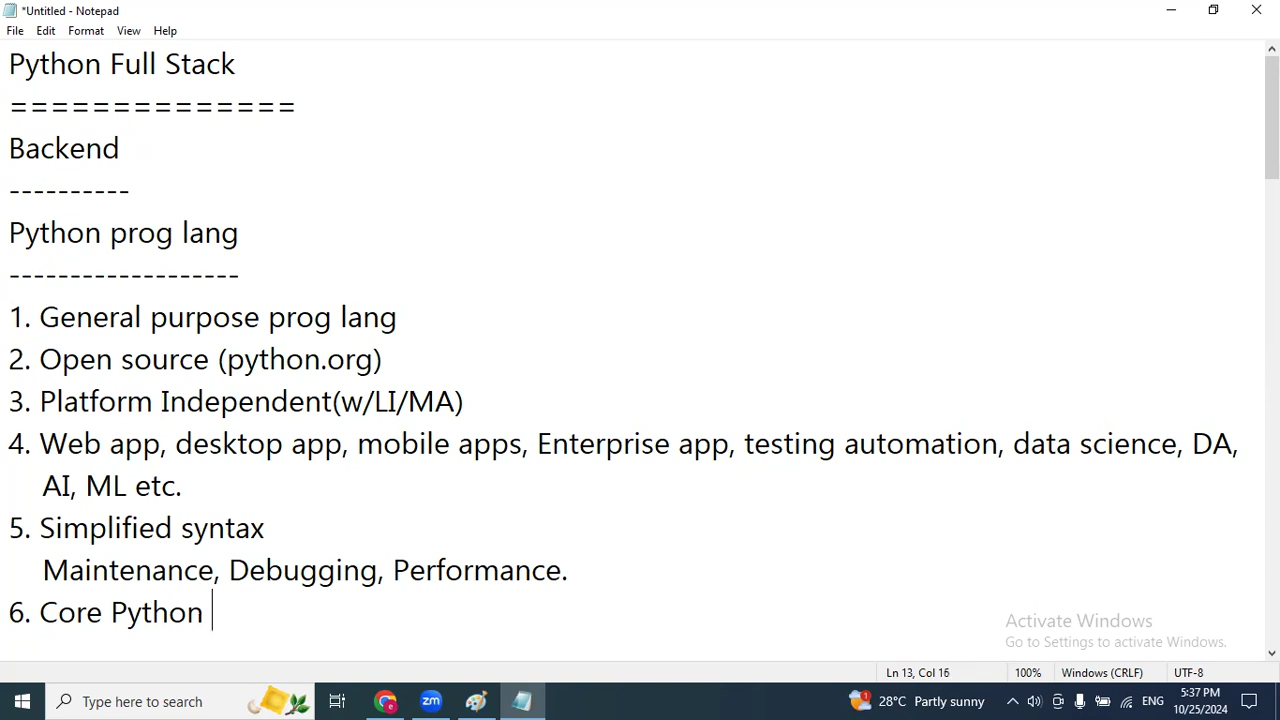 *Untitled - Notepad
File Edit Format View Help
Python Full Stack
==============
Backend
----------
Python prog lang
-------------------
1. General purpose prog lang
2. Open source (python.org)
3. Platform Independent(w/LI/MA)
4. Web app, desktop app, mobile apps, Enterprise app, testing automation, data science, DA,
AI, ML etc.
5. Simplified syntax
Maintenance, Debugging, Performance.
6. Core Python
Activate Windows
Go to Settings to activate Windows.
Ln 13, Col 16 100% Windows (CRLF) UTF-8
Type here to search zm 1 28°C Partly sunny ENG 5:37 PM
10/25/2024